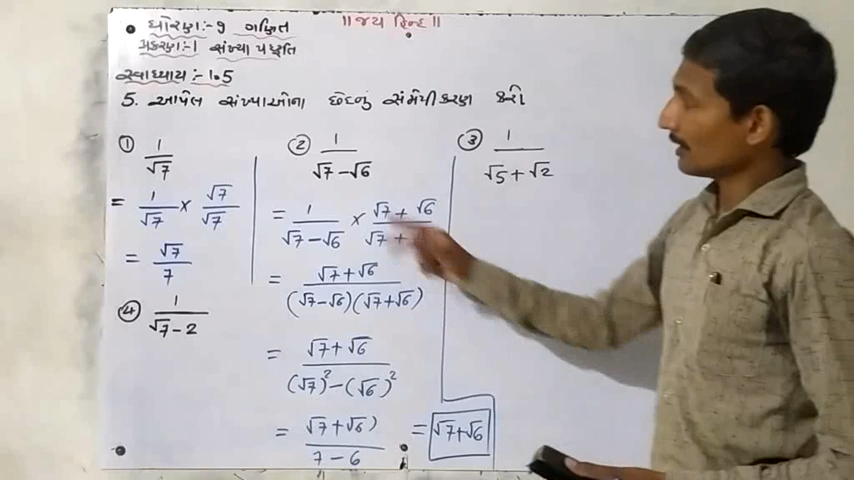 ધોરણ:- 9 ગણિત
॥ જય હિન્દ ॥
પ્રકરણ:-1 સંખ્યા પદ્ધતિ
સ્વાધ્યાય :- 1.5
5. આપેલ સંખ્યાઓના છેદનું સંમેયીકરણ કરો
① 1/√7
= 1/√7 × √7/√7
= √7/7
④ 1/(√7-2)
② 1/(√7-√6)
= 1/(√7-√6) × (√7+√6)/(√7+
= (√7+√6)/((√7-√6)(√7+√6))
= (√7+√6)/((√7)²-(√6)²)
= (√7+√6)/(7-6) = √7+√6
③ 1/(√5+√2)